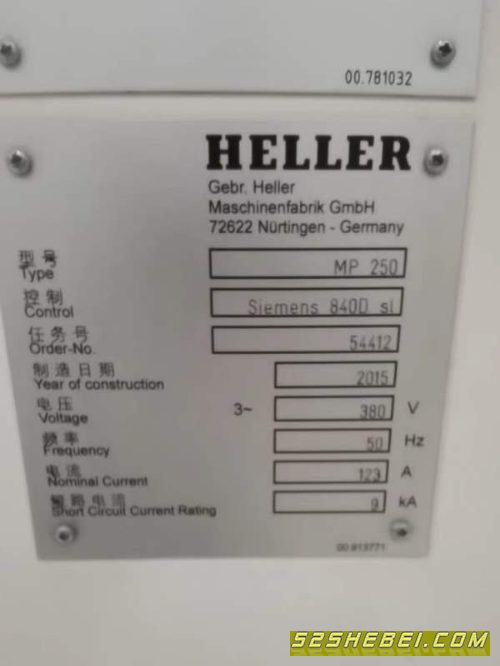 00.781032
HELLER
Gebr. Heller
Maschinenfabrik GmbH
72622 Nürtingen - Germany
型号
Type MP 250
控制
Control Siemens 840D sl
任务号
Order-No. 54412
制造日期
Year of construction 2015
电压
Voltage 3~ 380 V
频率
Frequency 50 Hz
电流
Nominal Current 123 A
短路电流
Short Circuit Current Rating 9 kA
00.913771
52SHEBEI.COM